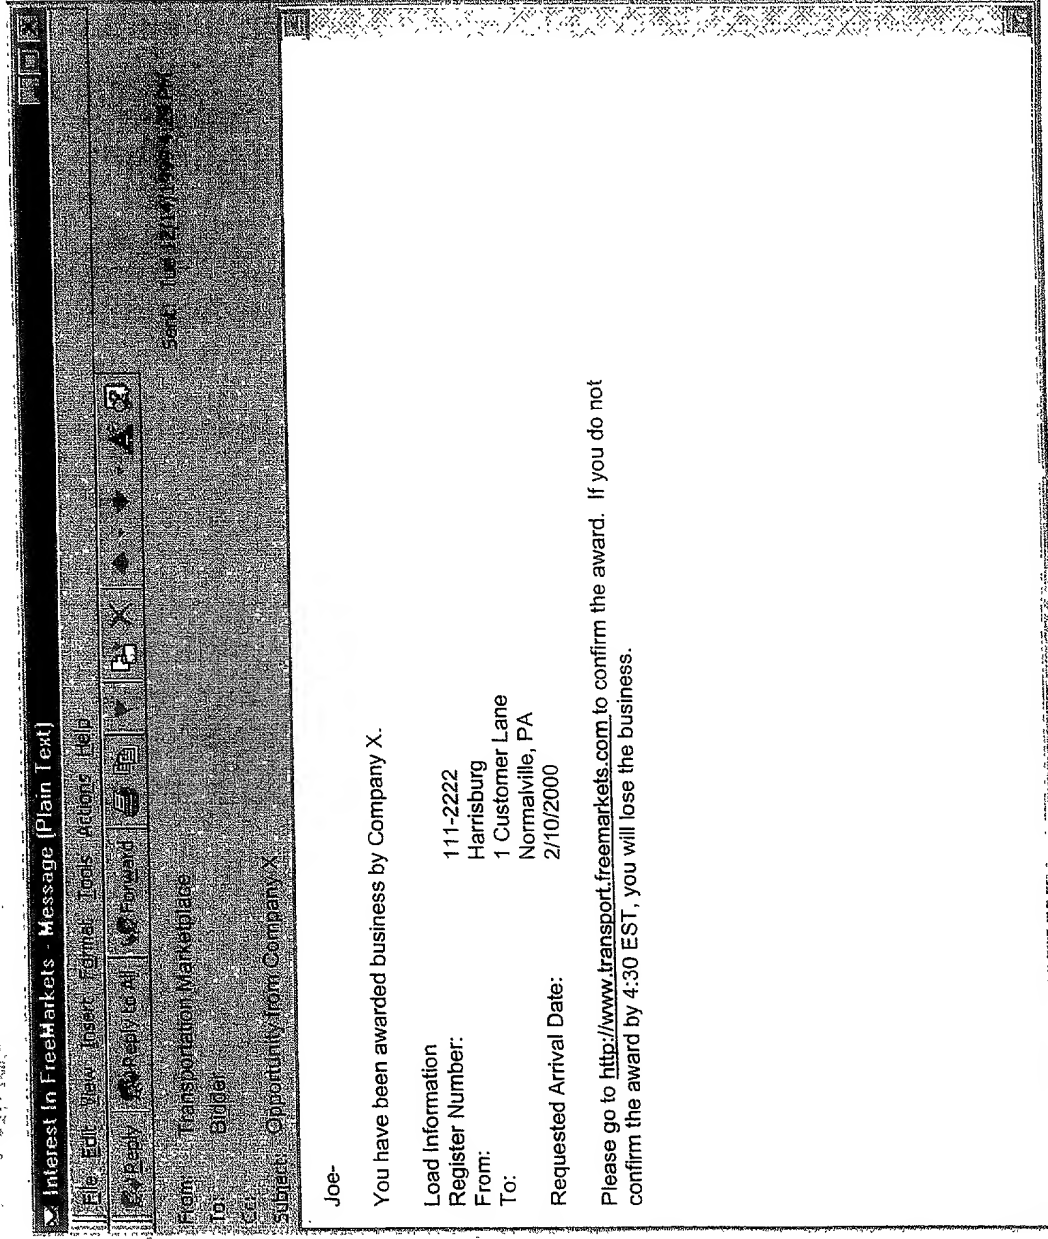 Interest In FreeMarkets - Message (Plain Text)
File Edit View Insert Format Tools Actions Help
Reply Reply to All Forward
From: Transportation Marketplace
Sent: Tue
To: Bidder
Cc:
Subject: Opportunity from Company X
Joe-
You have been awarded business by Company X.
Load Information
Register Number: 111-2222
From: Harrisburg
To: 1 Customer Lane
Normalville, PA
Requested Arrival Date: 2/10/2000
Please go to http://www.transport.freemarkets.com to confirm the award. If you do not
confirm the award by 4:30 EST, you will lose the business.